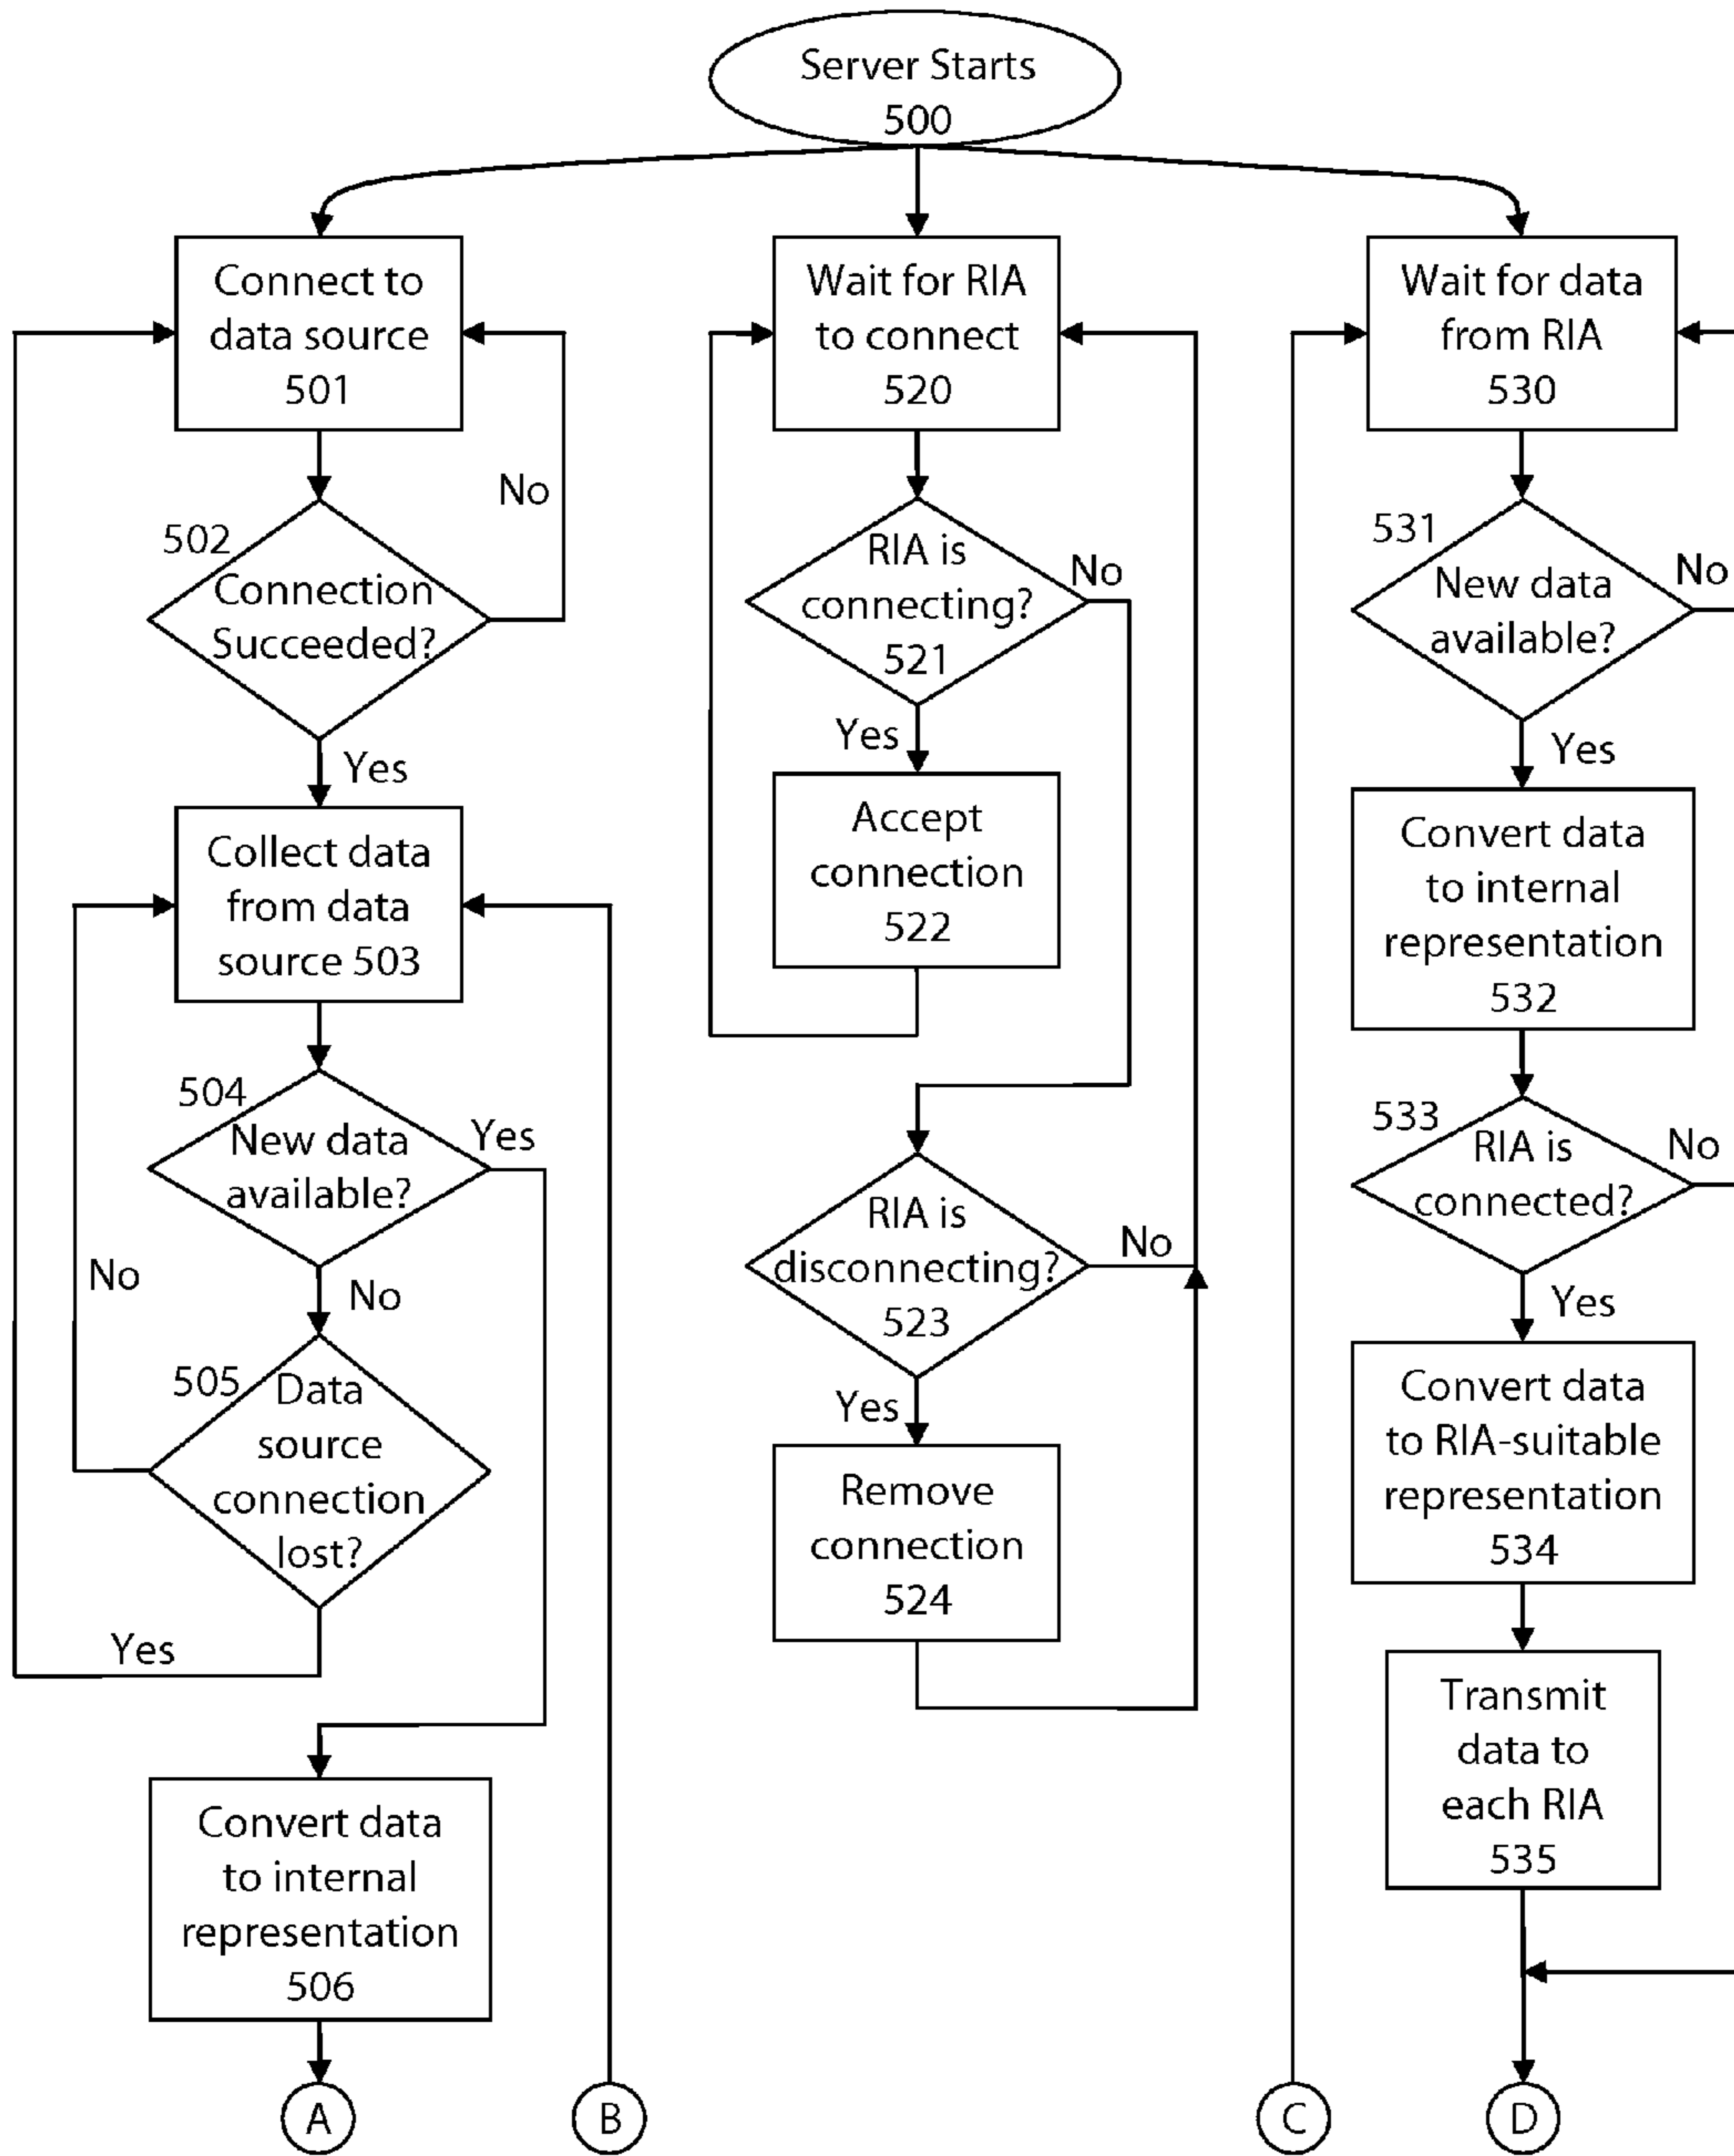 Server Starts
500
Connect to
data source
501
No
502
Connection
Succeeded?
Yes
Collect data
from data
source 503
504
New data
available?
Yes
No
No
505
Data
source
connection
lost?
Yes
Convert data
to internal
representation
506
A
B
Wait for RIA
to connect
520
RIA is
connecting?
521
No
Yes
Accept
connection
522
RIA is
disconnecting?
523
No
Yes
Remove
connection
524
Wait for data
from RIA
530
531
New data
available?
No
Yes
Convert data
to internal
representation
532
533
RIA is
connected?
No
Yes
Convert data
to RIA-suitable
representation
534
Transmit
data to
each RIA
535
C
D